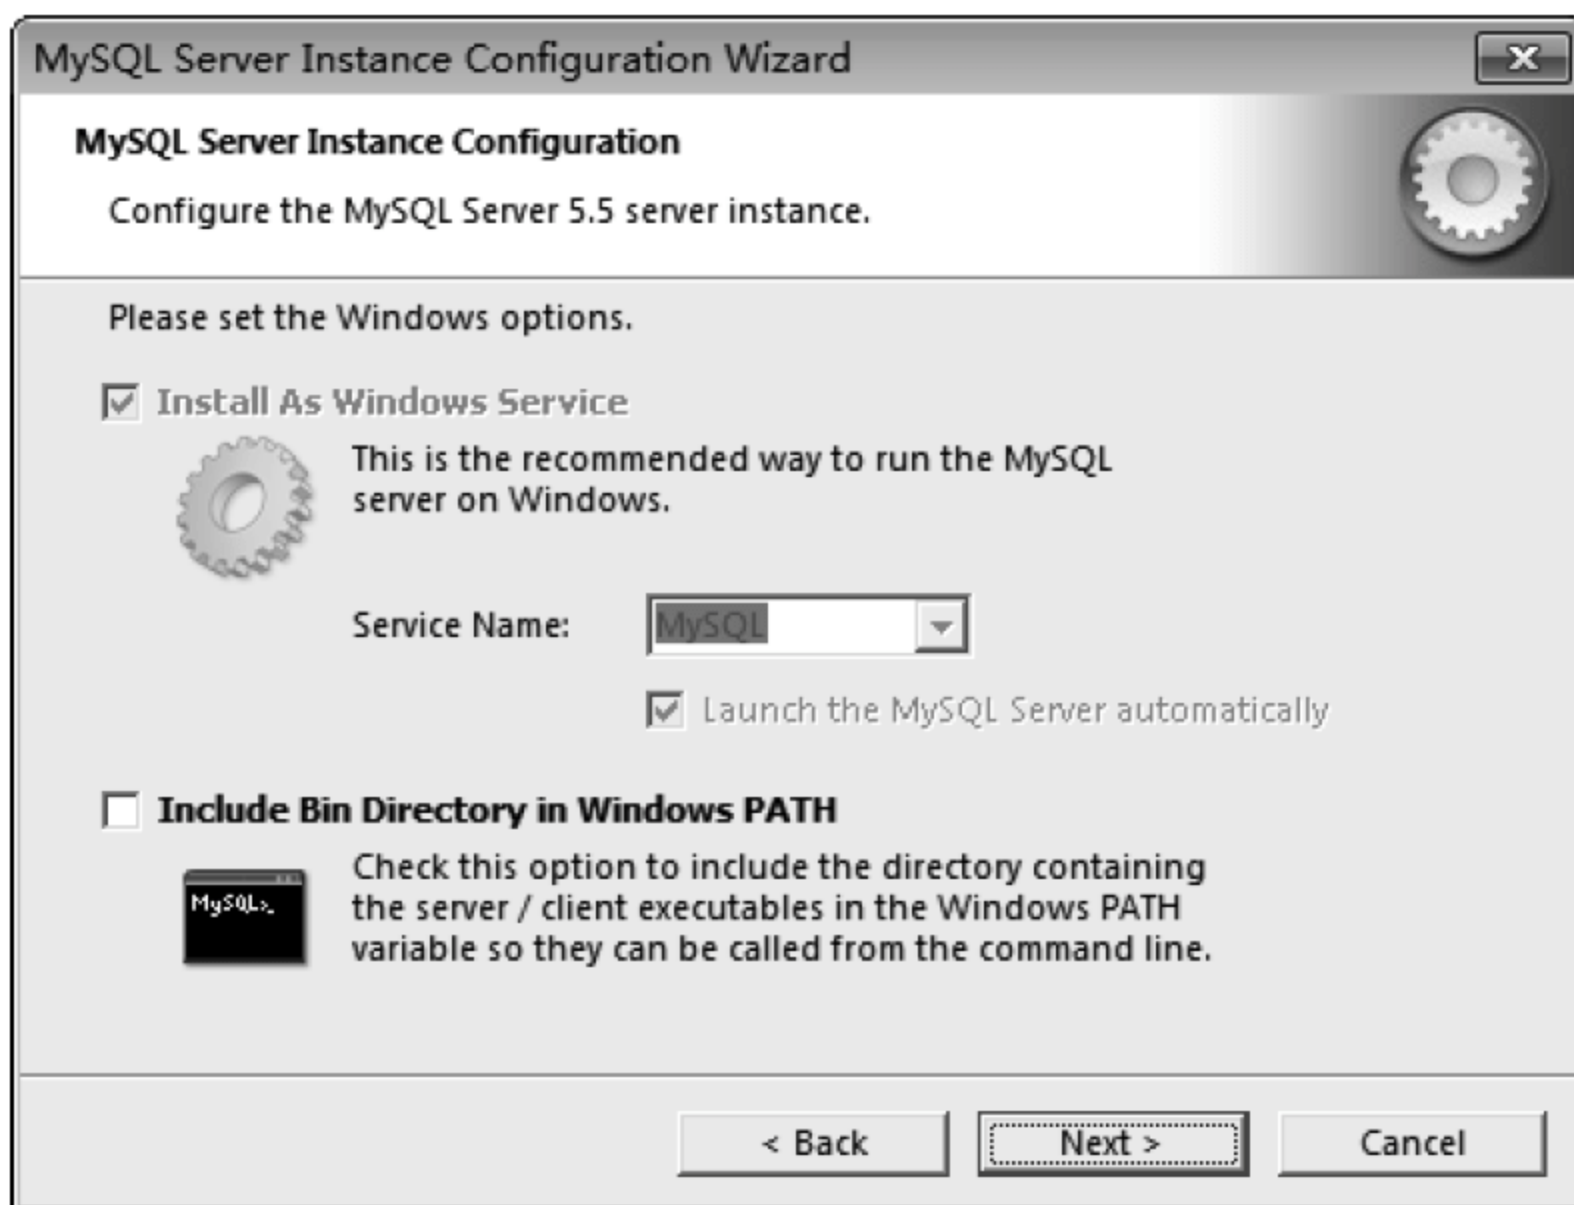 MySQL Server Instance Configuration Wizard
MySQL Server Instance Configuration
Configure the MySQL Server 5.5 server instance.
Please set the Windows options.
Install As Windows Service
This is the recommended way to run the MySQL
server on Windows.
Service Name:
MySQL
Launch the MySQL Server automatically
Include Bin Directory in Windows PATH
MySQL>_
Check this option to include the directory containing
the server / client executables in the Windows PATH
variable so they can be called from the command line.
< Back
Next >
Cancel